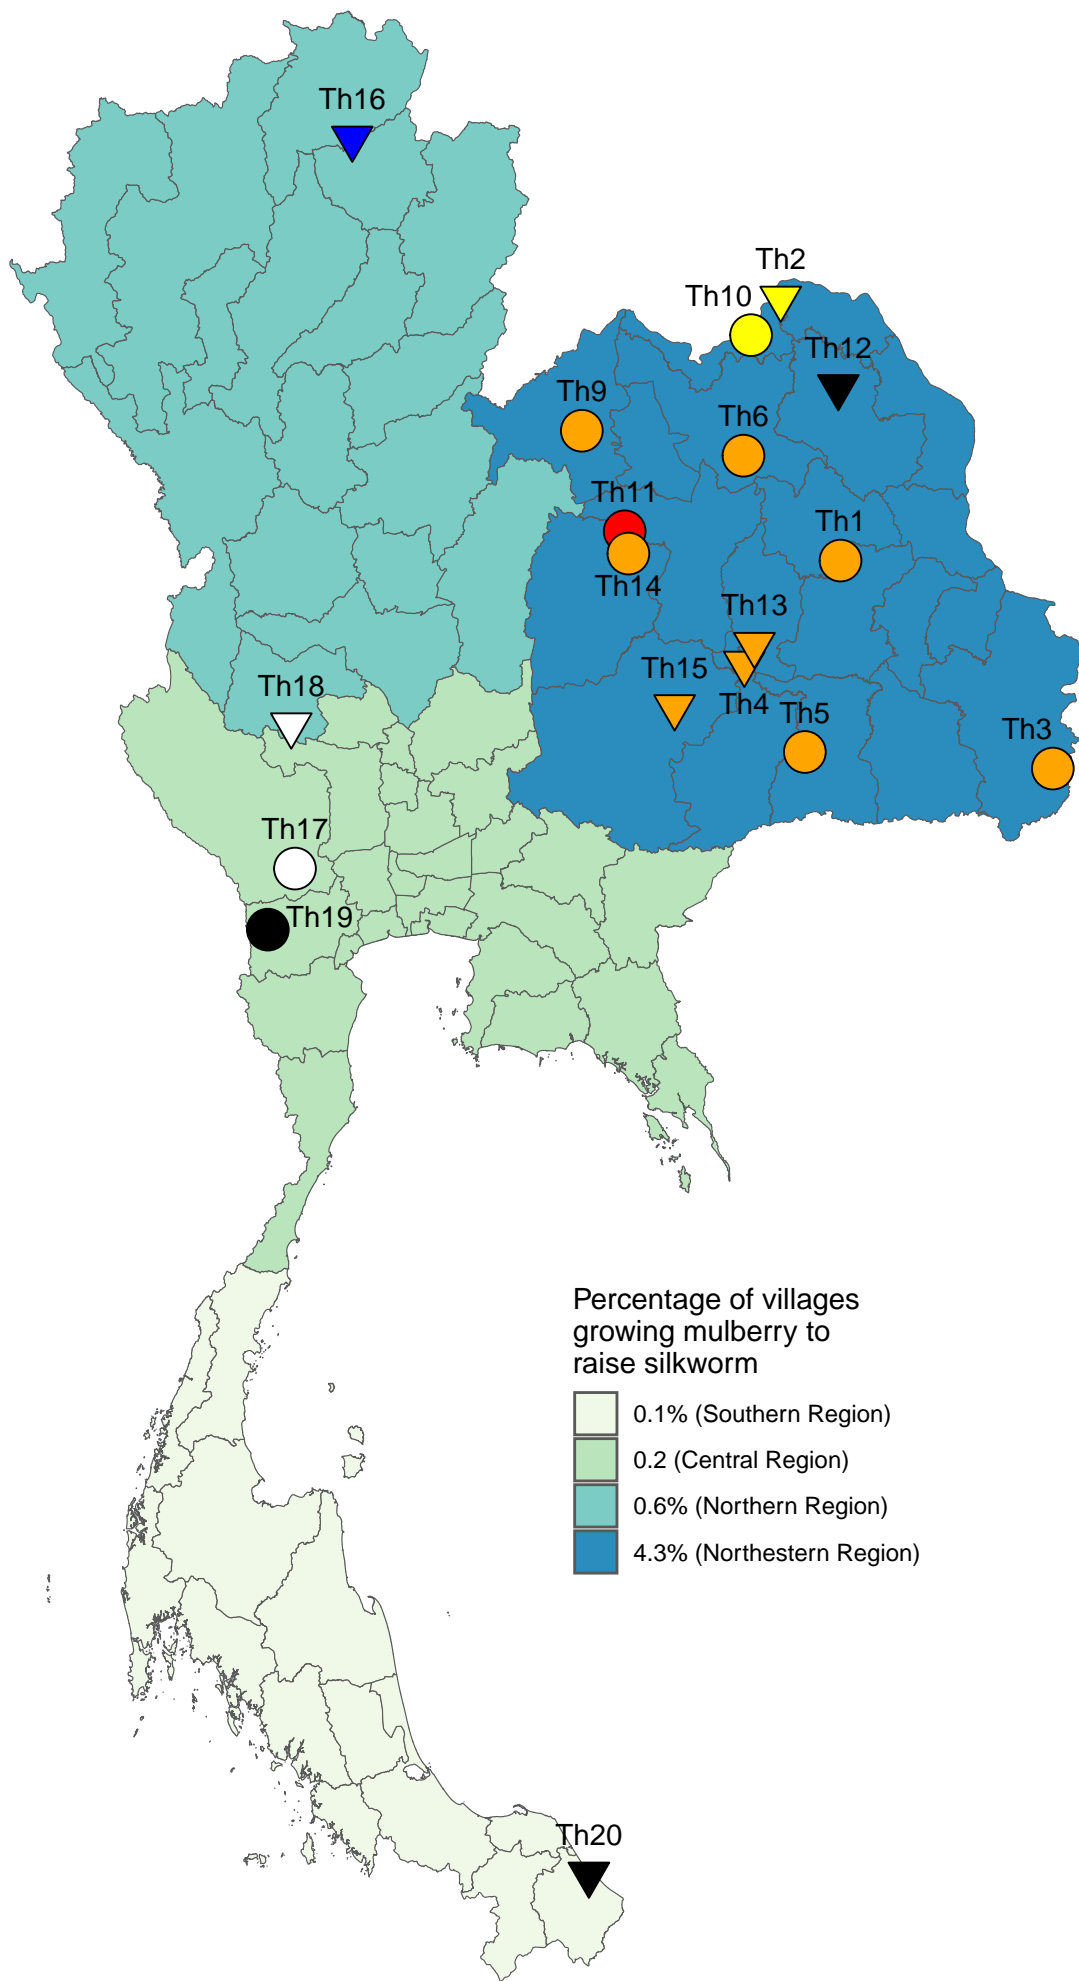 Th16
Th2
Th10
Th12
Th9
Th6
Th11
Th1
Th14
Th13
Th15
Th18
Th4
Th5
Th3
Th17
Th19
Percentage of villages
growing mulberry to
raise silkworm
0.1% (Southern Region)
0.2 (Central Region)
0.6% (Northern Region)
4.3% (Northestern Region)
Th20